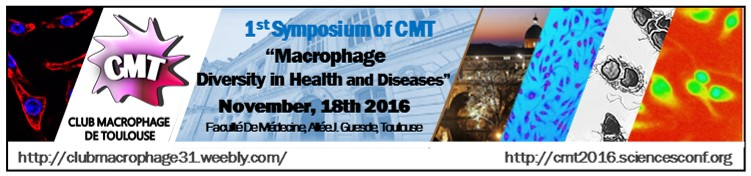 CMT
CLUB MACROPHAGE
DE TOULOUSE
1st Symposium of CMT
“Macrophage
Diversity in Health and Diseases”
November, 18th 2016
Faculté De Médecine, Allée J. Guesde, Toulouse
http://clubmacrophage31.weebly.com/
http://cmt2016.sciencesconf.org